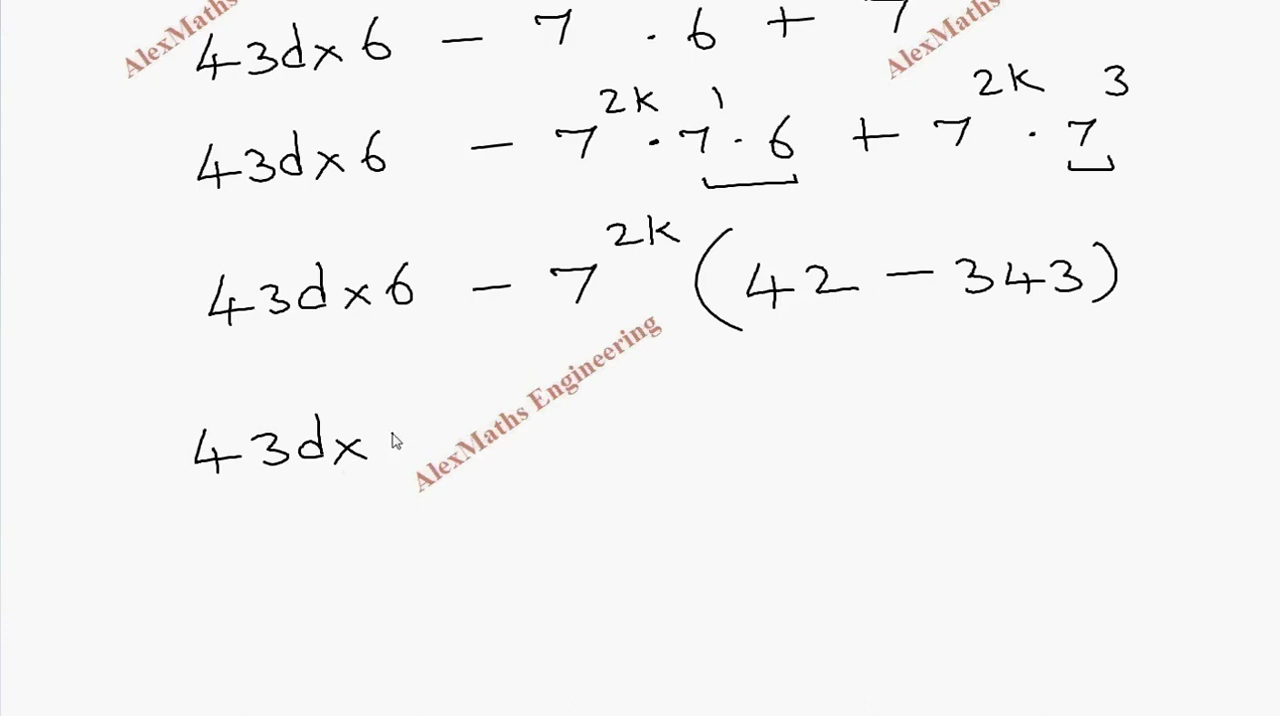 AlexMaths
AlexMaths
43d×6 − 7 · 6 + 7
43d×6 − 7^{2k} · 7^1 · 6 + 7^{2k} · 7^3
43d×6 − 7^{2k} (42 − 343)
AlexMaths Engineering
43d×